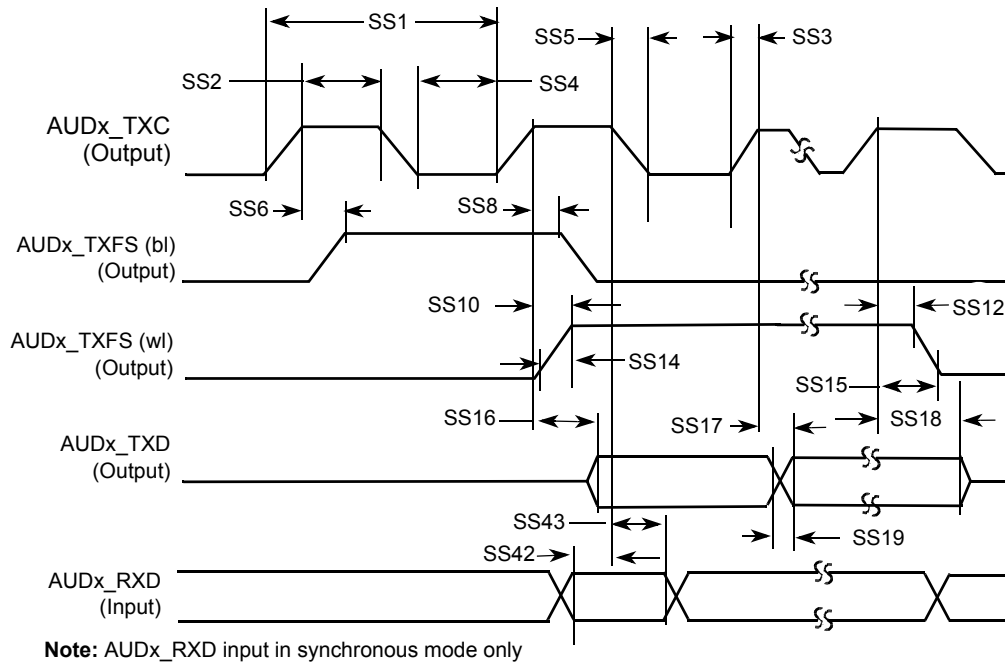 SS1
SS5
SS3
SS2
SS4
AUDx_TXC
(Output)
SS6
SS8
AUDx_TXFS (bl)
(Output)
SS10
SS12
AUDx_TXFS (wl)
(Output)
SS14
SS15
SS16
SS17
SS18
AUDx_TXD
(Output)
SS43
SS19
SS42
AUDx_RXD
(Input)
Note: AUDx_RXD input in synchronous mode only